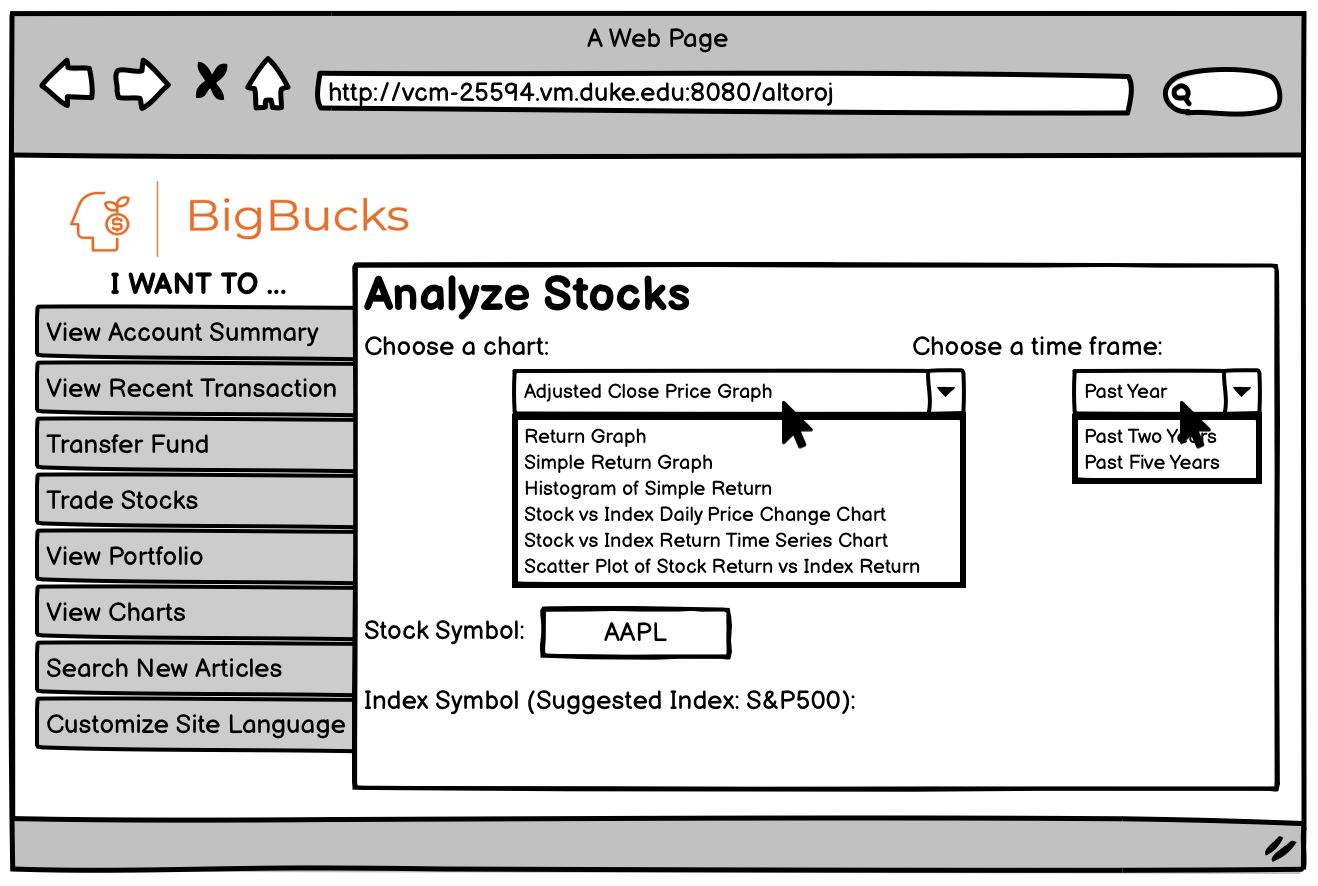 A Web Page
http://vcm-25594.vm.duke.edu:8080/altoroj
BigBucks
I WANT TO ...
View Account Summary
View Recent Transaction
Transfer Fund
Trade Stocks
View Portfolio
View Charts
Search New Articles
Customize Site Language
Analyze Stocks
Choose a chart:
Adjusted Close Price Graph
Return Graph
Simple Return Graph
Histogram of Simple Return
Stock vs Index Daily Price Change Chart
Stock vs Index Return Time Series Chart
Scatter Plot of Stock Return vs Index Return
Choose a time frame:
Past Year
Past Two Years
Past Five Years
Stock Symbol:
AAPL
Index Symbol (Suggested Index: S&P500):